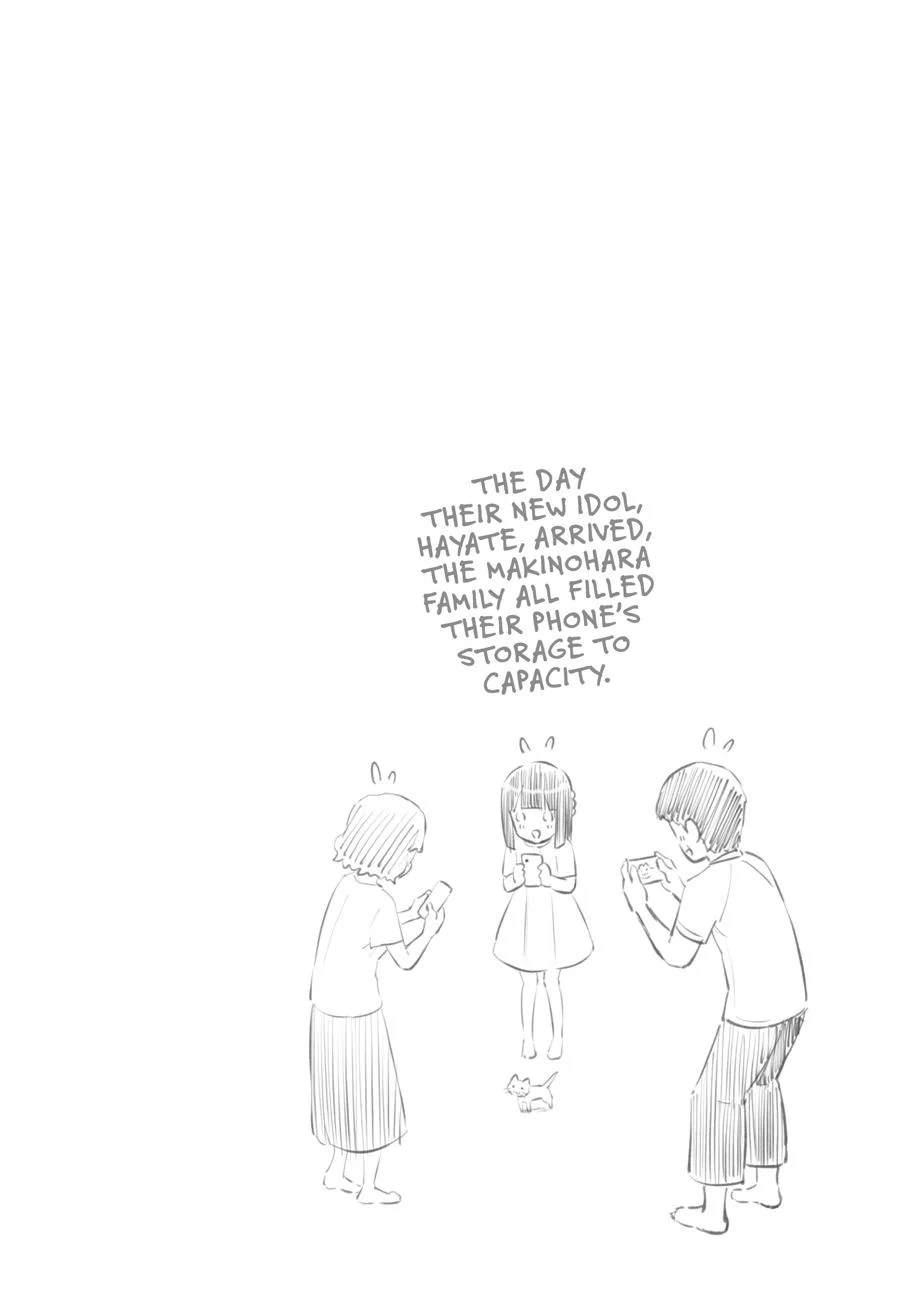 THE DAY
THEIR NEW IDOL,
HAYATE, ARRIVED,
THE MAKINOHARA
FAMILY ALL FILLED
THEIR PHONE'S
STORAGE TO
CAPACITY.